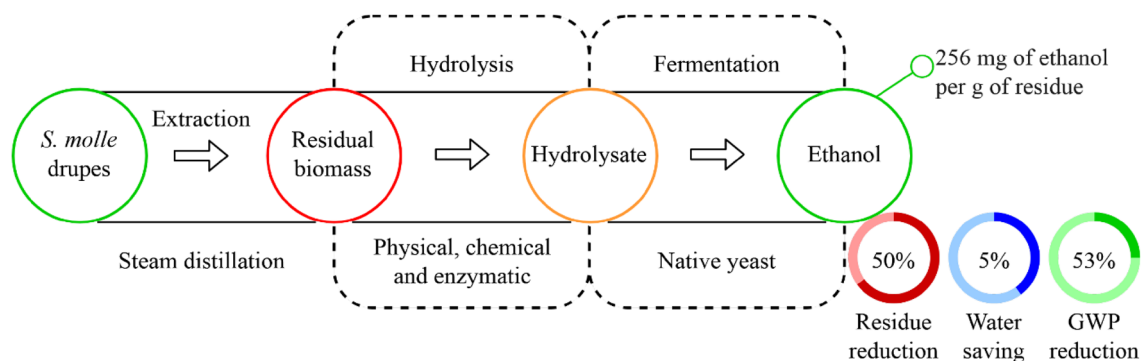 Hydrolysis
Fermentation
256 mg of ethanol
per g of residue
S. molle
drupes
Extraction
Residual
biomass
Hydrolysate
Ethanol
Steam distillation
Physical, chemical
and enzymatic
Native yeast
50%
5%
53%
Residue
reduction
Water
saving
GWP
reduction